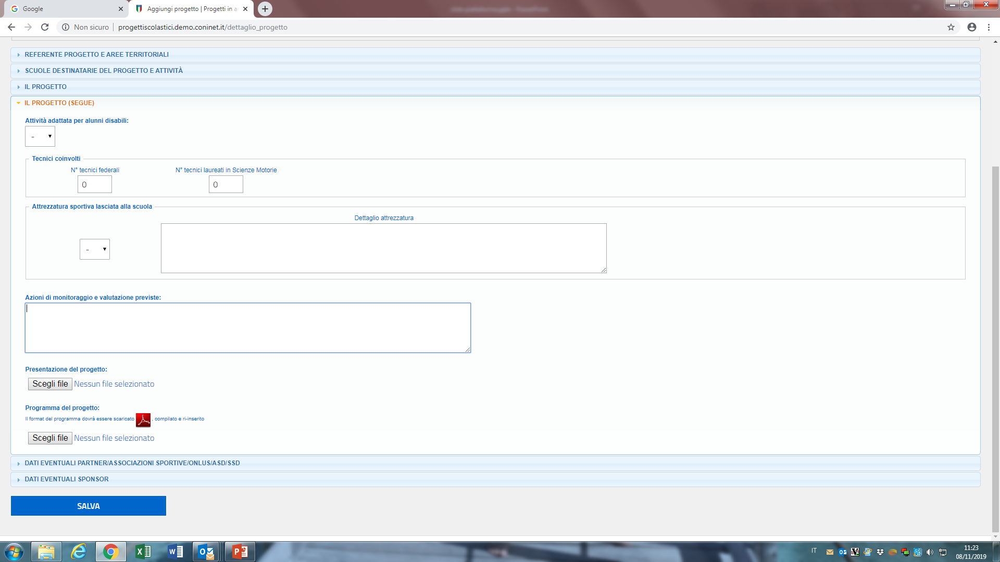 Google
Aggiungi progetto | Progetti in a
Non sicuro
progettiscolastici.demo.coninet.it/dettaglio_progetto
REFERENTE PROGETTO E AREE TERRITORIALI
SCUOLE DESTINATARIE DEL PROGETTO E ATTIVITÀ
IL PROGETTO
IL PROGETTO (SEGUE)
Attività adattata per alunni disabili:
-
Tecnici coinvolti
N° tecnici federali N° tecnici laureati in Scienze Motorie
0 0
Attrezzatura sportiva lasciata alla scuola
Dettaglio attrezzatura
-
Azioni di monitoraggio e valutazione previste:
Presentazione del progetto:
Scegli file Nessun file selezionato
Programma del progetto:
Il format del programma dovrà essere scaricato , compilato e ri-inserito
Scegli file Nessun file selezionato
DATI EVENTUALI PARTNER/ASSOCIAZIONI SPORTIVE/ONLUS/ASD/SSD
DATI EVENTUALI SPONSOR
SALVA
IT
11:23
08/11/2019